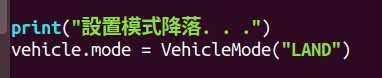 print("設置模式降落. . .")
vehicle.mode = VehicleMode("LAND")